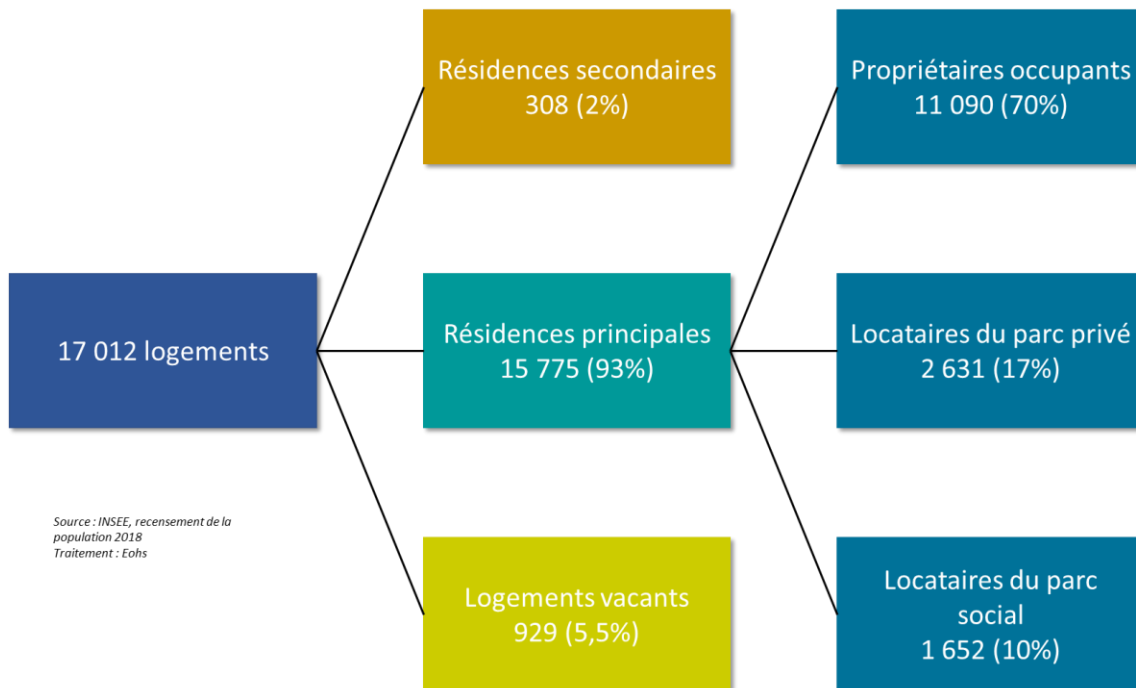 Résidences secondaires
308 (2%)
Propriétaires occupants
11 090 (70%)
17 012 logements
Résidences principales
15 775 (93%)
Locataires du parc privé
2 631 (17%)
Source : INSEE, recensement de la
population 2018
Traitement : Eohs
Logements vacants
929 (5,5%)
Locataires du parc
social
1 652 (10%)